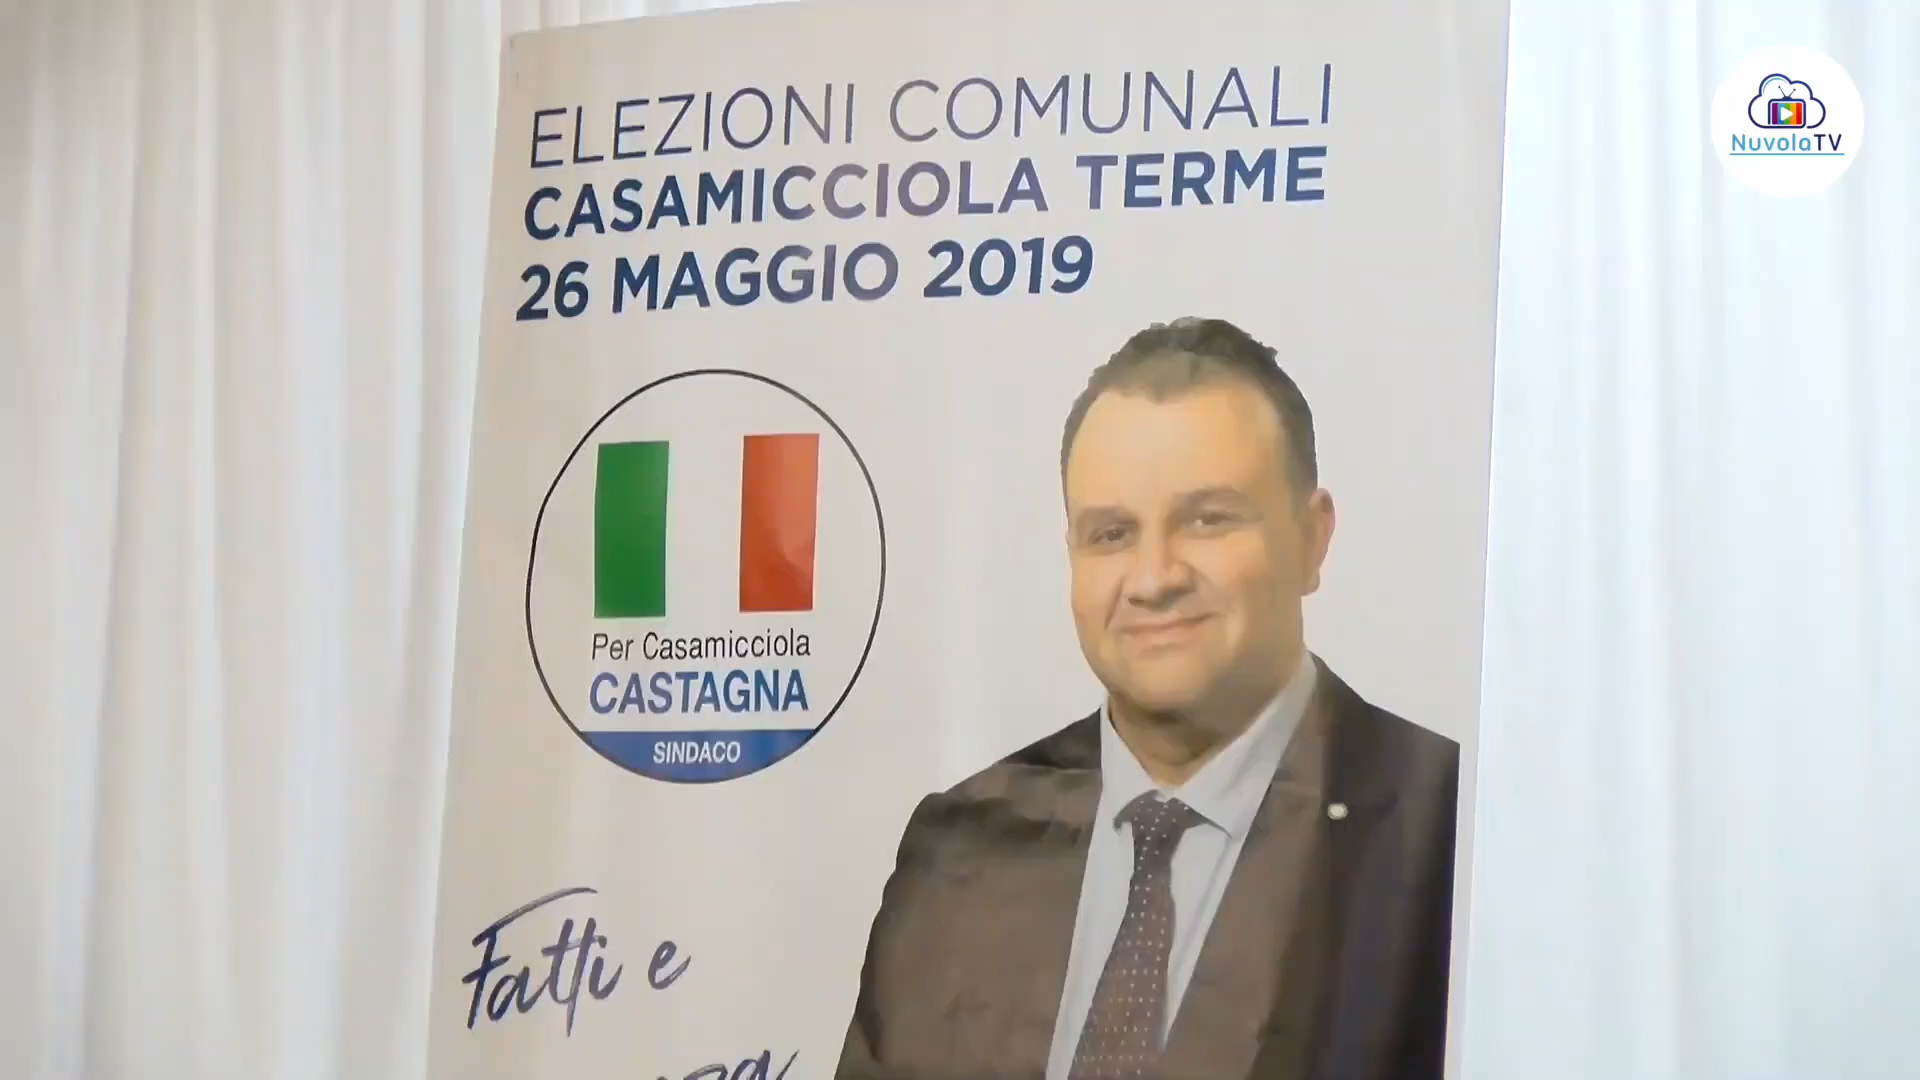 ELEZIONI COMUNALI
CASAMICCIOLA TERME
26 MAGGIO 2019
Per Casamicciola
CASTAGNA
SINDACO
Fatti e
NuvolaTV